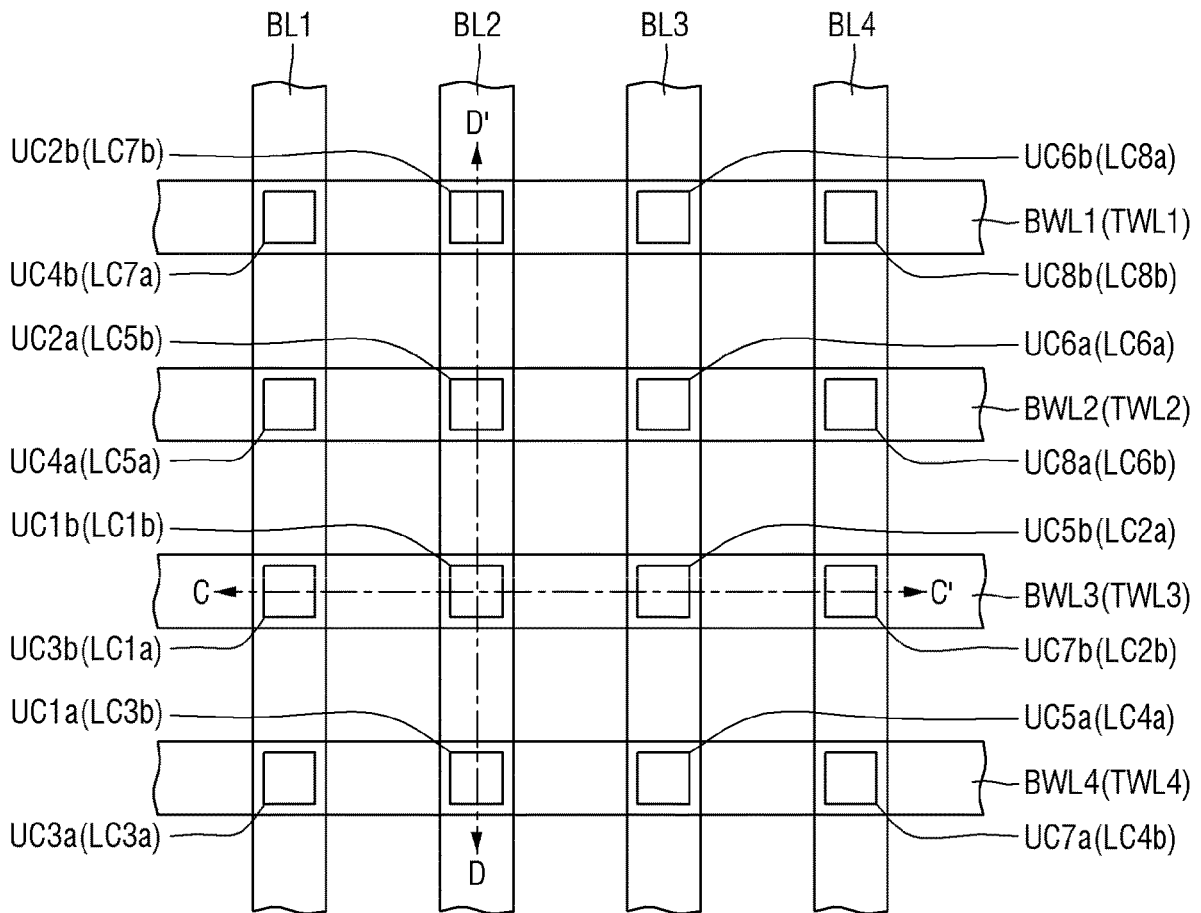 BL1 BL2 BL3 BL4
D'
UC2b(LC7b) UC6b(LC8a)
BWL1(TWL1)
UC4b(LC7a) UC8b(LC8b)
UC2a(LC5b) UC6a(LC6a)
BWL2(TWL2)
UC4a(LC5a) UC8a(LC6b)
UC1b(LC1b) UC5b(LC2a)
C C' BWL3(TWL3)
UC3b(LC1a) UC7b(LC2b)
UC1a(LC3b) UC5a(LC4a)
BWL4(TWL4)
UC3a(LC3a) UC7a(LC4b)
D